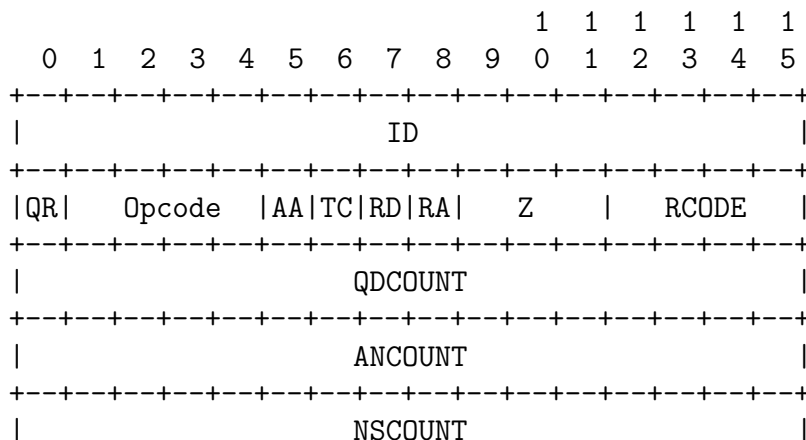 1  1  1  1  1  1
  0  1  2  3  4  5  6  7  8  9  0  1  2  3  4  5
+--+--+--+--+--+--+--+--+--+--+--+--+--+--+--+--+
|                      ID                       |
+--+--+--+--+--+--+--+--+--+--+--+--+--+--+--+--+
|QR|   Opcode  |AA|TC|RD|RA|   Z    |   RCODE   |
+--+--+--+--+--+--+--+--+--+--+--+--+--+--+--+--+
|                    QDCOUNT                    |
+--+--+--+--+--+--+--+--+--+--+--+--+--+--+--+--+
|                    ANCOUNT                    |
+--+--+--+--+--+--+--+--+--+--+--+--+--+--+--+--+
|                    NSCOUNT                    |